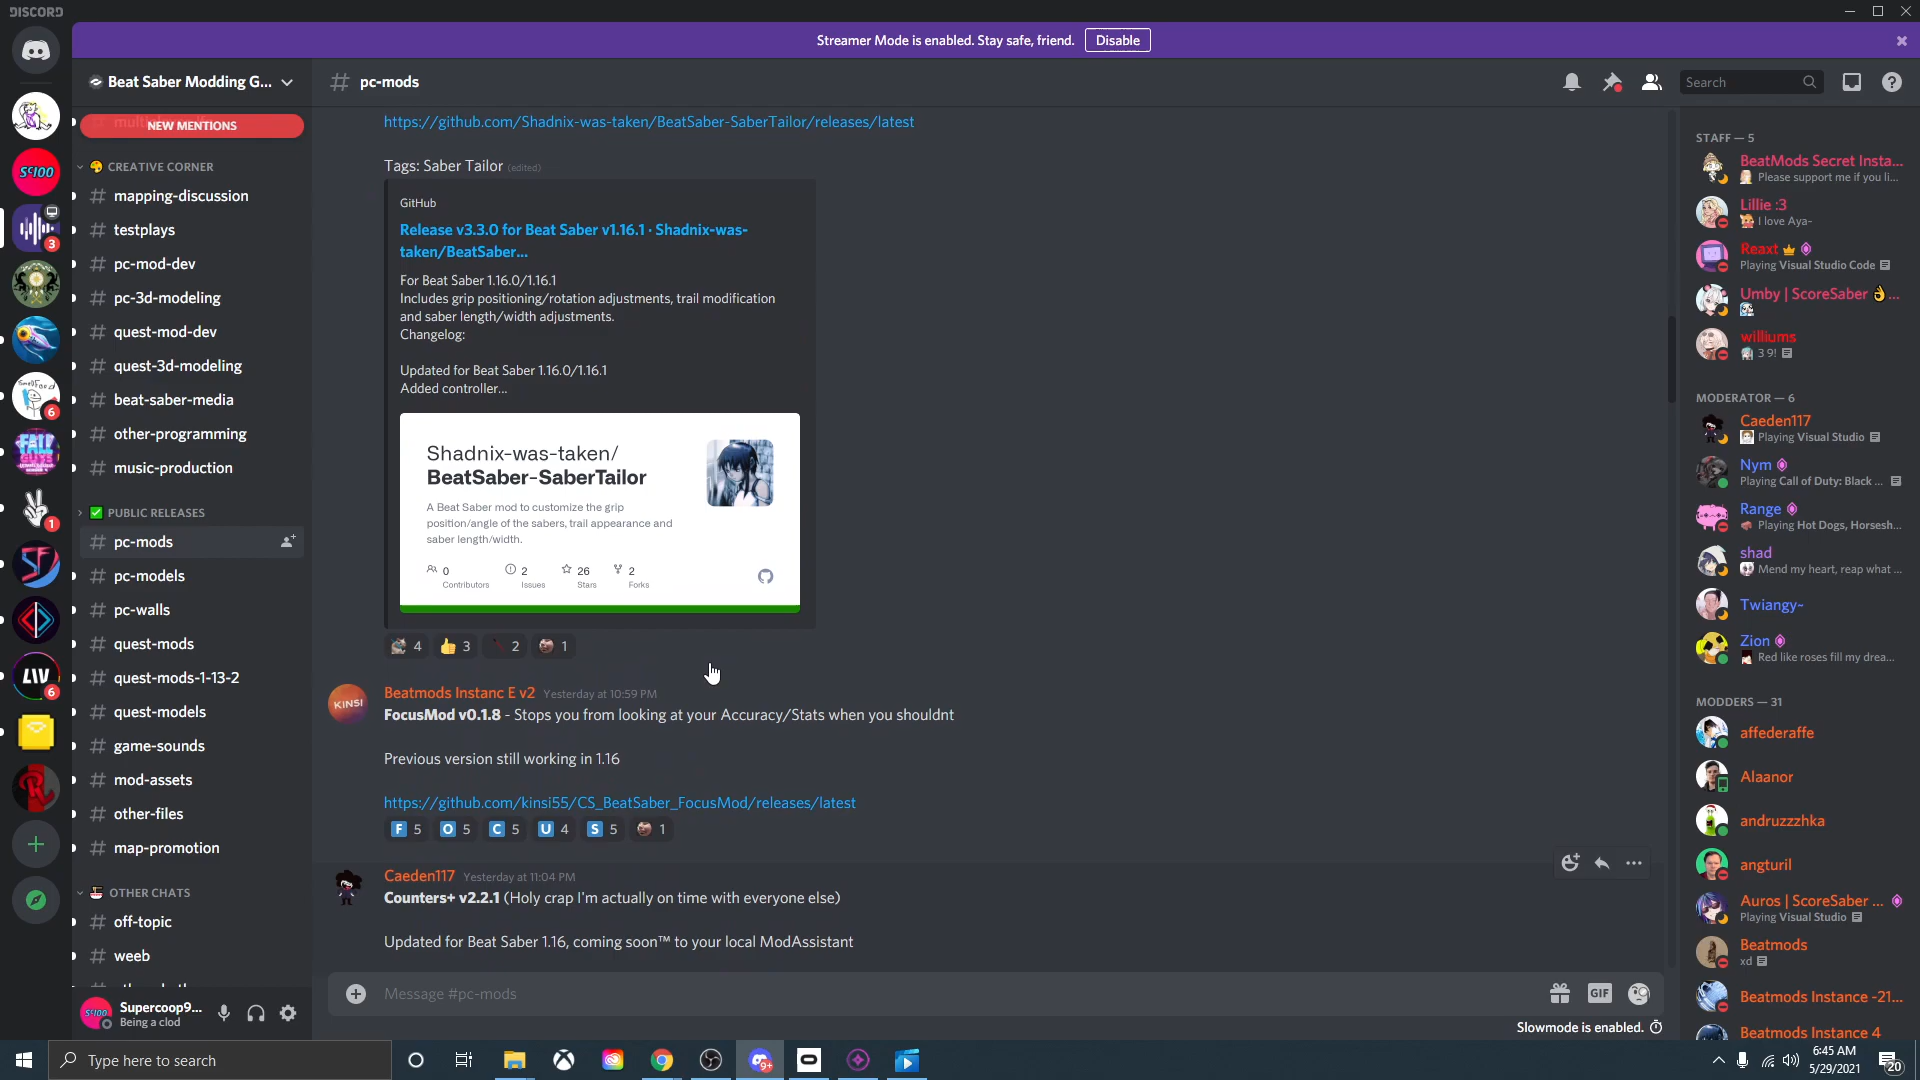 DISCORD
Streamer Mode is enabled. Stay safe, friend.
Disable
Beat Saber Modding G...
pc-mods
Search
NEW MENTIONS
CREATIVE CORNER
mapping-discussion
testplays
pc-mod-dev
pc-3d-modeling
quest-mod-dev
quest-3d-modeling
beat-saber-media
other-programming
music-production
PUBLIC RELEASES
pc-mods
pc-models
pc-walls
quest-mods
quest-mods-1-13-2
quest-models
game-sounds
mod-assets
other-files
map-promotion
OTHER CHATS
off-topic
weeb
Supercoop9...
Being a clod
SC100
3
6
FALL GUYS
1
SF
LIV
6
https://github.com/Shadnix-was-taken/BeatSaber-SaberTailor/releases/latest
Tags: Saber Tailor (edited)
GitHub
Release v3.3.0 for Beat Saber v1.16.1 · Shadnix-was-
taken/BeatSaber...
For Beat Saber 1.16.0/1.16.1
Includes grip positioning/rotation adjustments, trail modification
and saber length/width adjustments.
Changelog:
Updated for Beat Saber 1.16.0/1.16.1
Added controller...
Shadnix-was-taken/
BeatSaber-SaberTailor
A Beat Saber mod to customize the grip
position/angle of the sabers, trail appearance and
saber length/width.
0 2 26 2
Contributors Issues Stars Forks
4 3 2 1
KINSI
Beatmods Instanc E v2 Yesterday at 10:59 PM
FocusMod v0.1.8 - Stops you from looking at your Accuracy/Stats when you shouldnt
Previous version still working in 1.16
https://github.com/kinsi55/CS_BeatSaber_FocusMod/releases/latest
F 5 O 5 C 5 U 4 S 5 1
Caeden117 Yesterday at 11:04 PM
Counters+ v2.2.1 (Holy crap I'm actually on time with everyone else)
Updated for Beat Saber 1.16, coming soon™ to your local ModAssistant
Message #pc-mods
GIF
Slowmode is enabled.
STAFF — 5
BeatMods Secret Insta...
Please support me if you li...
Lillie :3
I love Aya-
Reaxt
Playing Visual Studio Code
Umby | ScoreSaber ...
williums
3 9!
MODERATOR — 6
Caeden117
Playing Visual Studio
Nym
Playing Call of Duty: Black ...
Range
Playing Hot Dogs, Horsesh...
shad
Mend my heart, reap what ...
Twiangy-
Zion
Red like roses fill my drea...
MODDERS — 31
affederaffe
Alaanor
andruzzzhka
angturil
Auros | ScoreSaber ...
Playing Visual Studio
Beatmods
xd
Beatmods Instance -21...
Beatmods Instance 4
Type here to search
9+
6:45 AM
5/29/2021
20